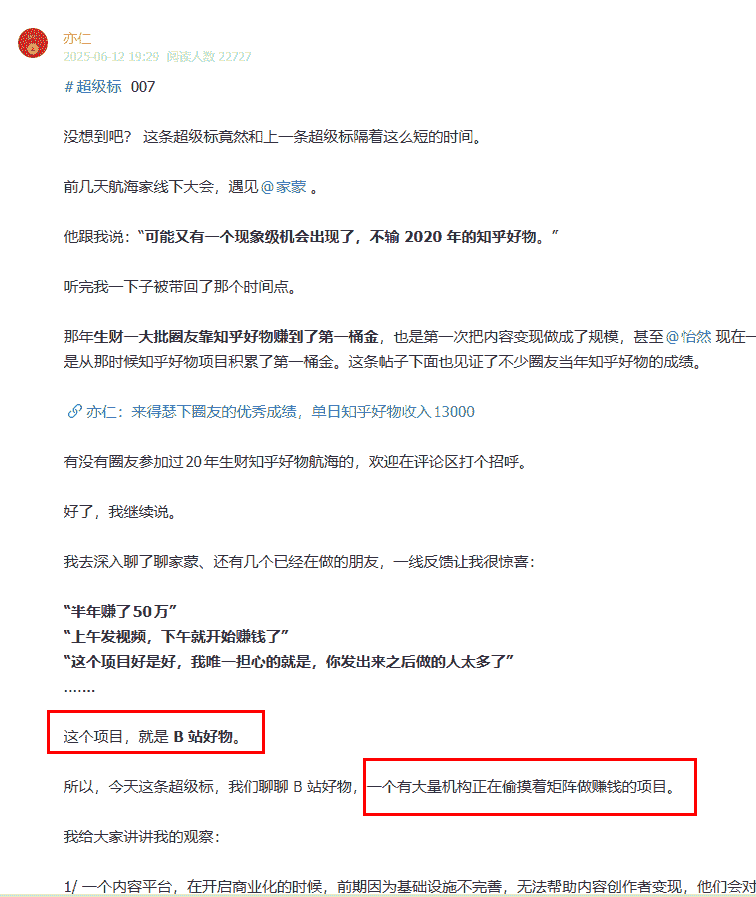 亦仁
2025-06-12 19:29 阅读人数 22727
#超级标 007
没想到吧？ 这条超级标竟然和上一条超级标隔着这么短的时间。
前几天航海家线下大会，遇见@家蒙 。
他跟我说：“可能又有一个现象级机会出现了，不输 2020 年的知乎好物。”
听完我一下子被带回了那个时间点。
那年生财一大批圈友靠知乎好物赚到了第一桶金，也是第一次把内容变现做成了规模，甚至@怡然 现在一
是从那时候知乎好物项目积累了第一桶金。这条帖子下面也见证了不少圈友当年知乎好物的成绩。
亦仁：来得瑟下圈友的优秀成绩，单日知乎好物收入13000
有没有圈友参加过20年生财知乎好物航海的，欢迎在评论区打个招呼。
好了，我继续说。
我去深入聊了聊家蒙、还有几个已经在做的朋友，一线反馈让我很惊喜：
“半年赚了50万”
“上午发视频，下午就开始赚钱了”
“这个项目好是好，我唯一担心的就是，你发出来之后做的人太多了”
.......
这个项目，就是 B 站好物。
所以，今天这条超级标，我们聊聊 B 站好物，一个有大量机构正在偷摸着矩阵做赚钱的项目。
我给大家讲讲我的观察：
1/ 一个内容平台，在开启商业化的时候，前期因为基础设施不完善，无法帮助内容创作者变现，他们会对